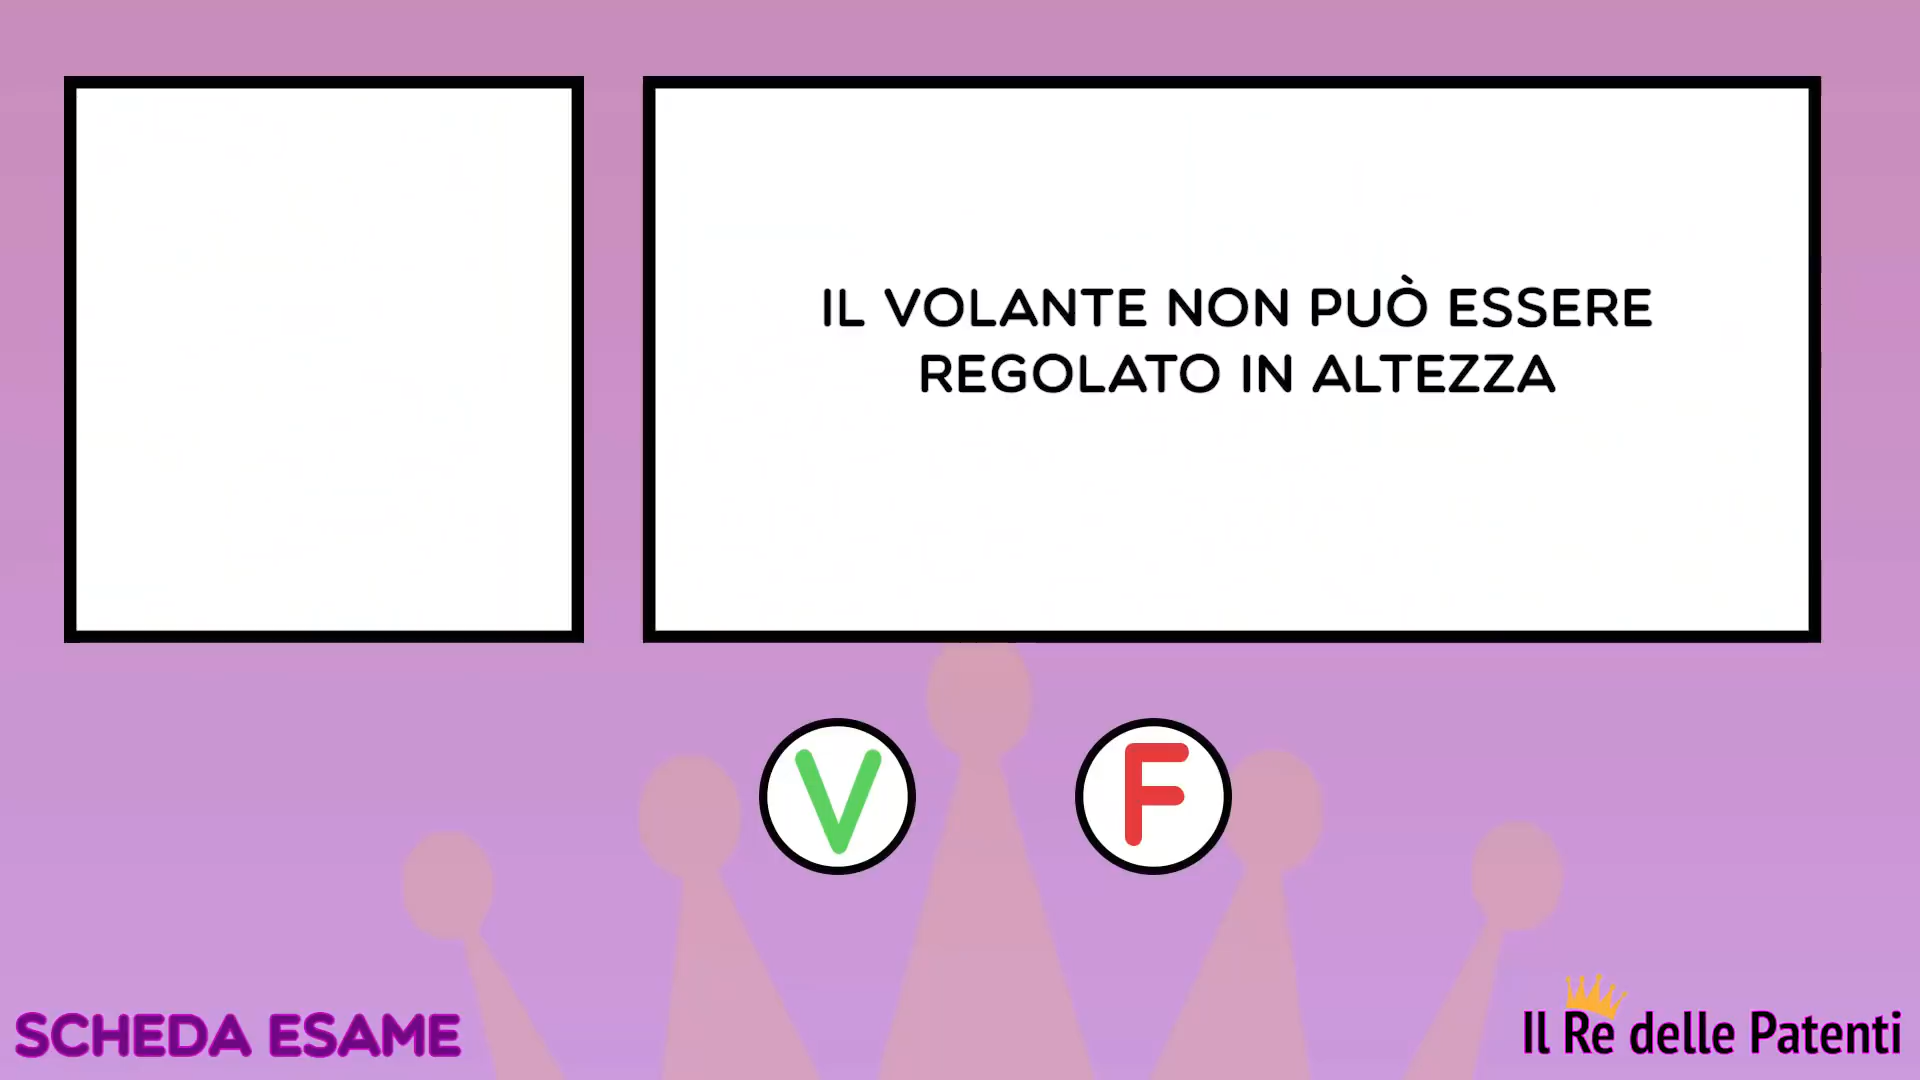 IL VOLANTE NON PUÒ ESSERE
REGOLATO IN ALTEZZA
V
F
SCHEDA ESAME
Il Re delle Patenti